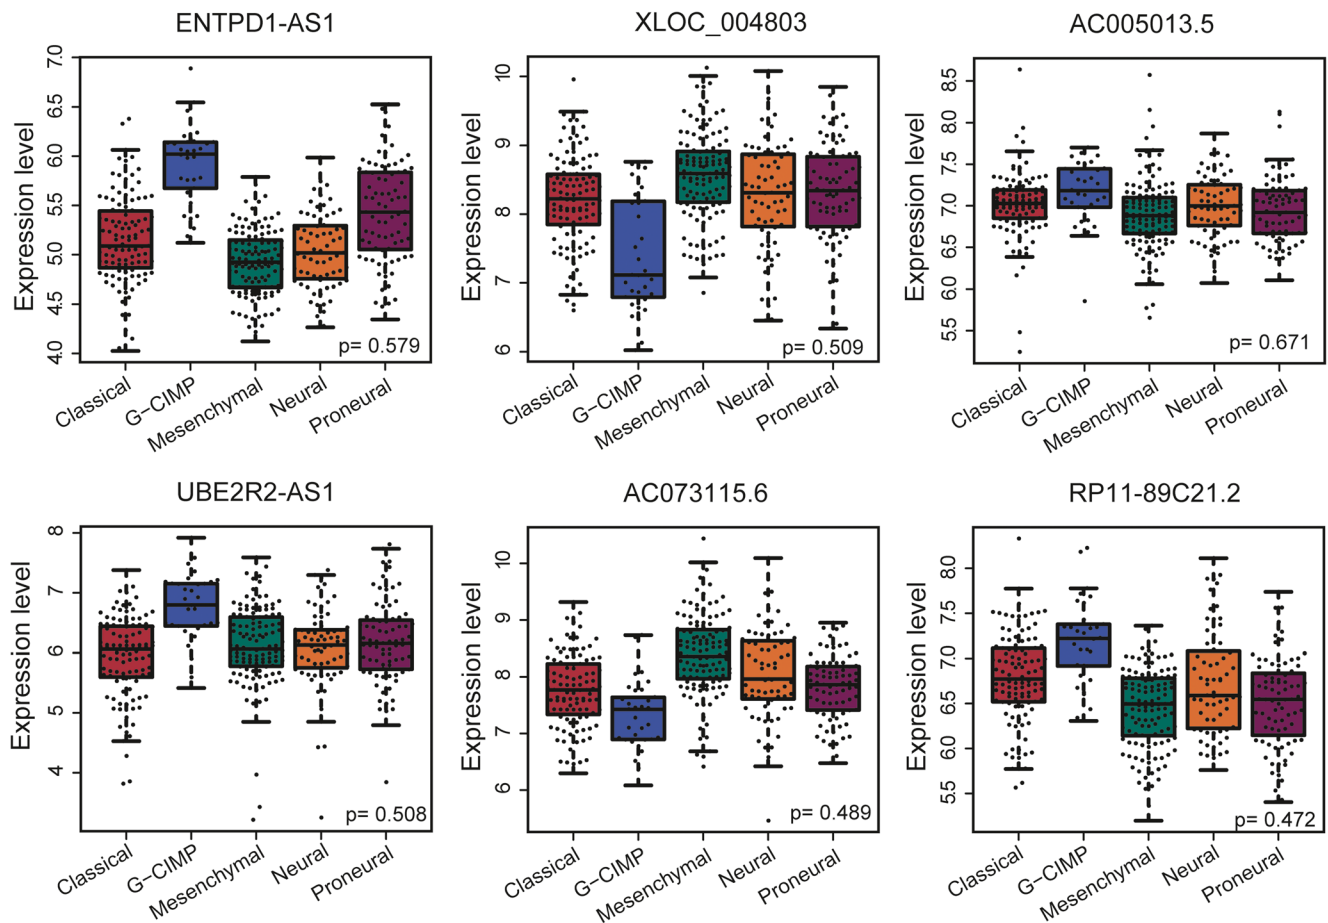 ENTPD1-AS1
Expression level
7.0
6.5
6.0
5.5
5.0
4.5
4.0
p= 0.579
Classical
G−CIMP
Mesenchymal
Neural
Proneural
XLOC_004803
Expression level
10
9
8
7
6
p= 0.509
Classical
G−CIMP
Mesenchymal
Neural
Proneural
AC005013.5
Expression level
8.5
8.0
7.5
7.0
6.5
6.0
5.5
p= 0.671
Classical
G−CIMP
Mesenchymal
Neural
Proneural
UBE2R2-AS1
Expression level
8
7
6
5
4
p= 0.508
Classical
G−CIMP
Mesenchymal
Neural
Proneural
AC073115.6
Expression level
10
9
8
7
6
p= 0.489
Classical
G−CIMP
Mesenchymal
Neural
Proneural
RP11-89C21.2
Expression level
8.0
7.5
7.0
6.5
6.0
5.5
p= 0.472
Classical
G−CIMP
Mesenchymal
Neural
Proneural